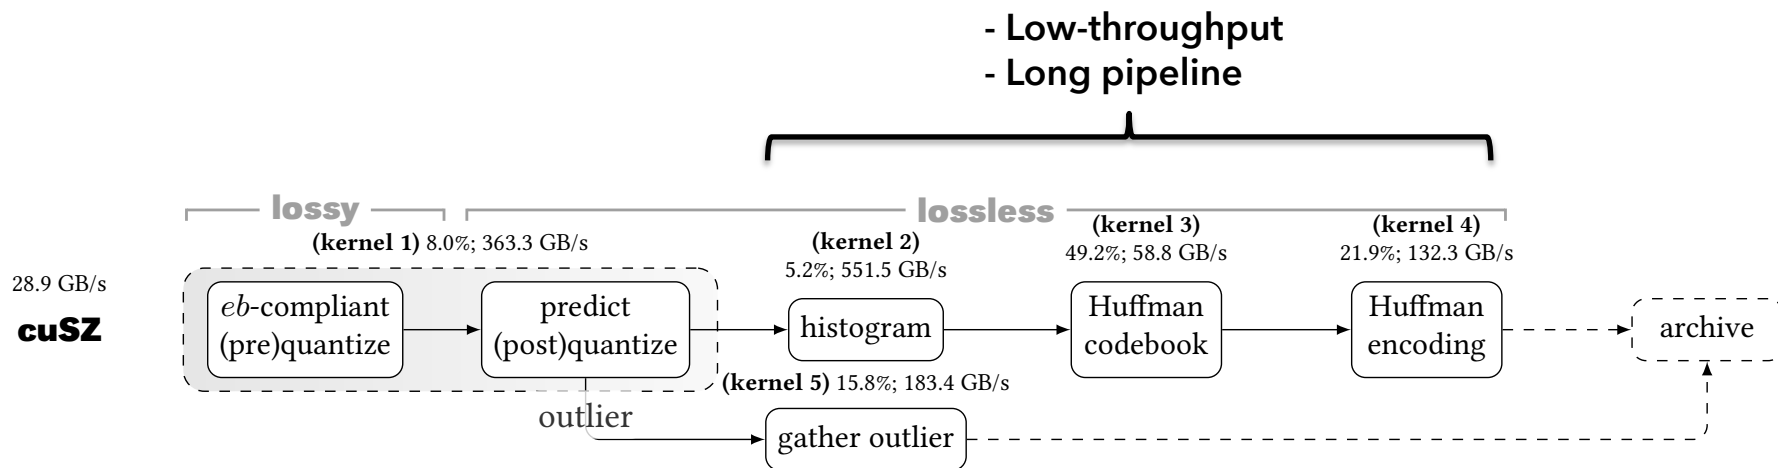 - Low-throughput
- Long pipeline
lossy
lossless
(kernel 1) 8.0%; 363.3 GB/s
(kernel 2)
5.2%; 551.5 GB/s
(kernel 3)
49.2%; 58.8 GB/s
(kernel 4)
21.9%; 132.3 GB/s
28.9 GB/s
cuSZ
eb-compliant
(pre)quantize
predict
(post)quantize
histogram
Huffman
codebook
Huffman
encoding
archive
(kernel 5) 15.8%; 183.4 GB/s
outlier
gather outlier